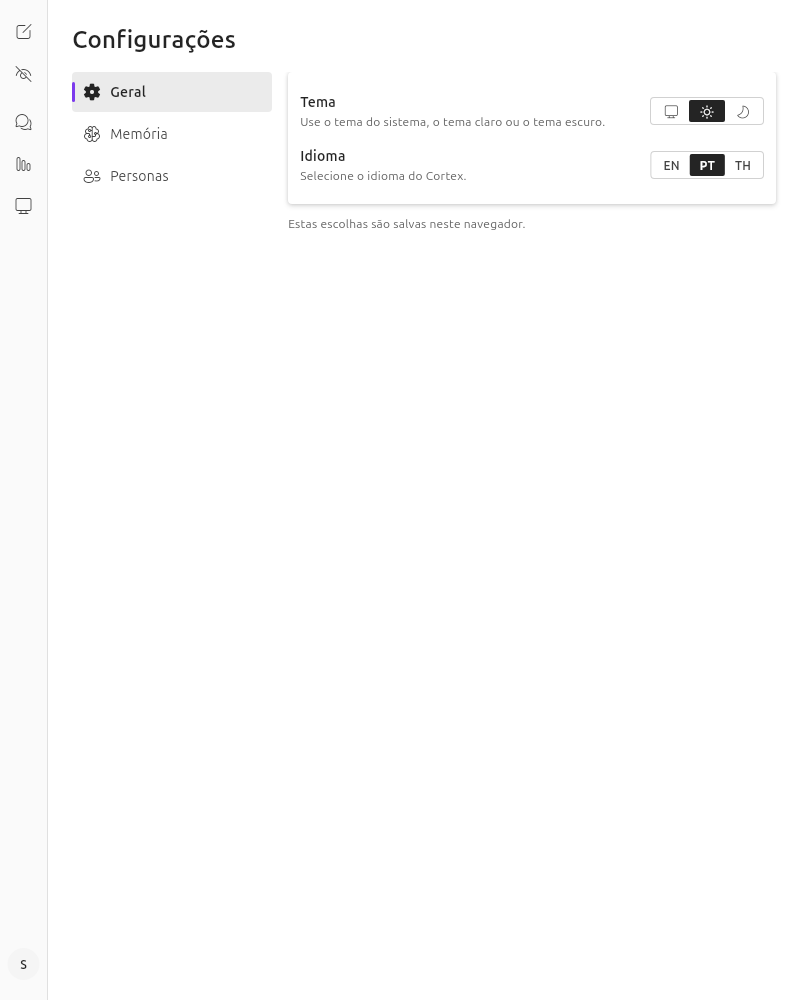 Configurações
Geral
Memória
Personas
Tema
Use o tema do sistema, o tema claro ou o tema escuro.
Idioma
Selecione o idioma do Cortex.
EN PT TH
Estas escolhas são salvas neste navegador.
S